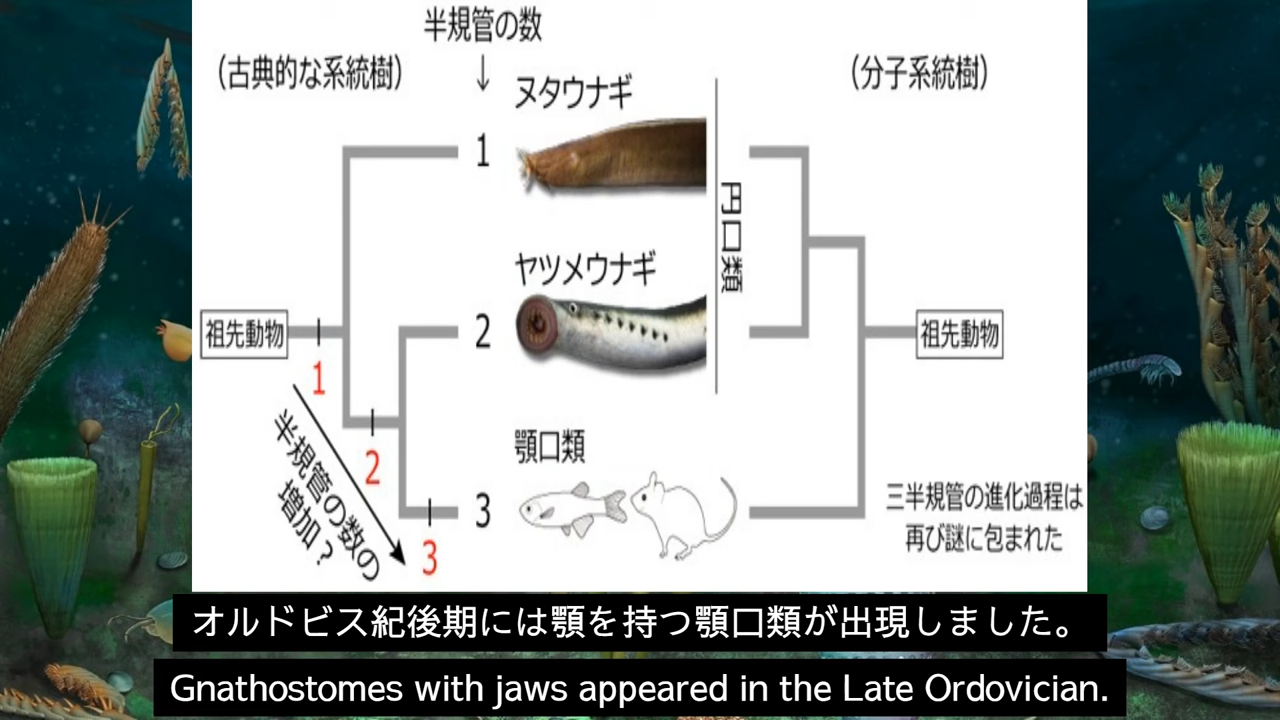 半規管の数
(古典的な系統樹)
↓
(分子系統樹)
ヌタウナギ
1
円口類
ヤツメウナギ
2
祖先動物
祖先動物
1
半規管の数の
増加?
2
顎口類
3
3
三半規管の進化過程は
再び謎に包まれた
オルドビス紀後期には顎を持つ顎口類が出現しました。
Gnathostomes with jaws appeared in the Late Ordovician.